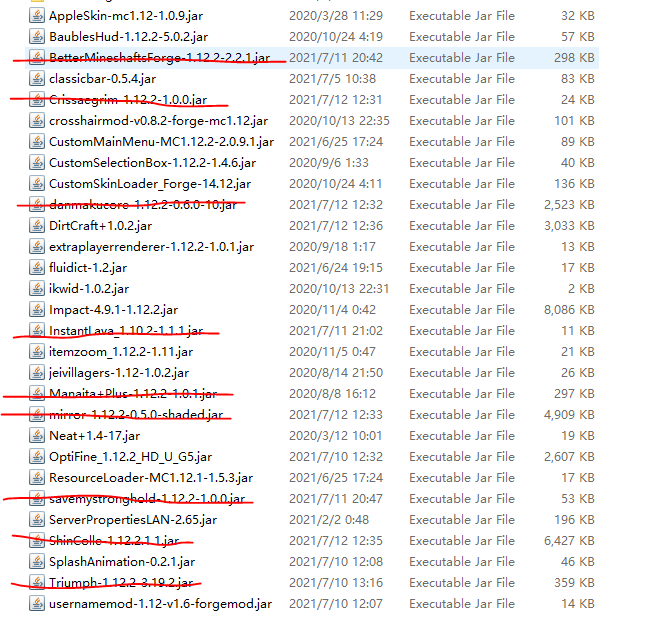 AppleSkin-mc1.12-1.0.9.jar 2020/3/28 11:29 Executable Jar File 32 KB
BaublesHud-1.12.2-5.0.2.jar 2020/10/24 4:19 Executable Jar File 57 KB
BetterMineshaftsForge-1.12.2-2.2.1.jar 2021/7/11 20:42 Executable Jar File 298 KB
classicbar-0.5.4.jar 2021/7/5 10:38 Executable Jar File 83 KB
Crissaegrim-1.12.2-1.0.0.jar 2021/7/12 12:31 Executable Jar File 24 KB
crosshairmod-v0.8.2-forge-mc1.12.jar 2020/10/13 22:35 Executable Jar File 101 KB
CustomMainMenu-MC1.12.2-2.0.9.1.jar 2021/6/25 17:24 Executable Jar File 89 KB
CustomSelectionBox-1.12.2-1.4.6.jar 2020/9/6 1:33 Executable Jar File 40 KB
CustomSkinLoader_Forge-14.12.jar 2020/10/24 4:11 Executable Jar File 136 KB
danmakucore-1.12.2-0.6.0-10.jar 2021/7/12 12:32 Executable Jar File 2,523 KB
DirtCraft+1.0.2.jar 2021/7/12 12:36 Executable Jar File 3,033 KB
extraplayerrenderer-1.12.2-1.0.1.jar 2020/9/18 1:17 Executable Jar File 13 KB
fluidict-1.2.jar 2021/6/24 19:15 Executable Jar File 17 KB
ikwid-1.0.2.jar 2020/10/13 22:31 Executable Jar File 2 KB
Impact-4.9.1-1.12.2.jar 2020/11/4 0:42 Executable Jar File 8,086 KB
InstantLava_1.10.2-1.1.1.jar 2021/7/11 21:02 Executable Jar File 11 KB
itemzoom_1.12.2-1.11.jar 2020/11/5 0:47 Executable Jar File 21 KB
jeivillagers-1.12-1.0.2.jar 2020/8/14 21:50 Executable Jar File 26 KB
Manaita+Plus-1.12.2-1.0.1.jar 2020/8/8 16:12 Executable Jar File 297 KB
mirror-1.12.2-0.5.0-shaded.jar 2021/7/12 12:33 Executable Jar File 4,909 KB
Neat+1.4-17.jar 2020/3/12 10:01 Executable Jar File 19 KB
OptiFine_1.12.2_HD_U_G5.jar 2021/7/10 12:32 Executable Jar File 2,607 KB
ResourceLoader-MC1.12.1-1.5.3.jar 2021/6/25 17:24 Executable Jar File 17 KB
savemystronghold-1.12.2-1.0.0.jar 2021/7/11 20:47 Executable Jar File 53 KB
ServerPropertiesLAN-2.65.jar 2021/2/2 0:48 Executable Jar File 196 KB
ShinColle-1.12.2.1.1.jar 2021/7/12 12:35 Executable Jar File 6,427 KB
SplashAnimation-0.2.1.jar 2021/7/10 12:08 Executable Jar File 46 KB
Triumph-1.12.2-3.19.2.jar 2021/7/10 13:16 Executable Jar File 359 KB
usernamemod-1.12-v1.6-forgemod.jar 2021/7/10 12:07 Executable Jar File 14 KB